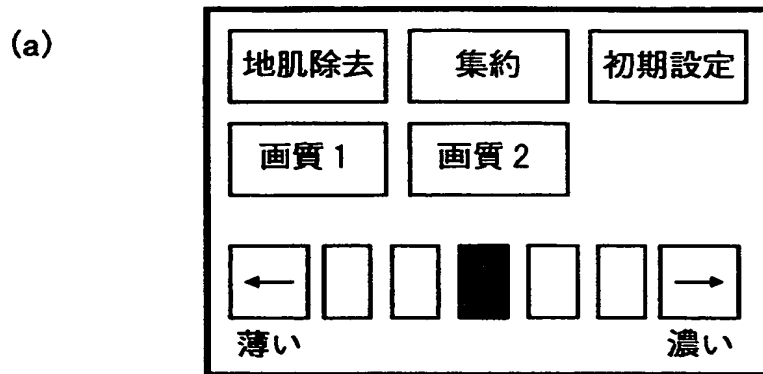 (a)
地肌除去 集約 初期設定
画質1 画質2
← →
薄い 濃い